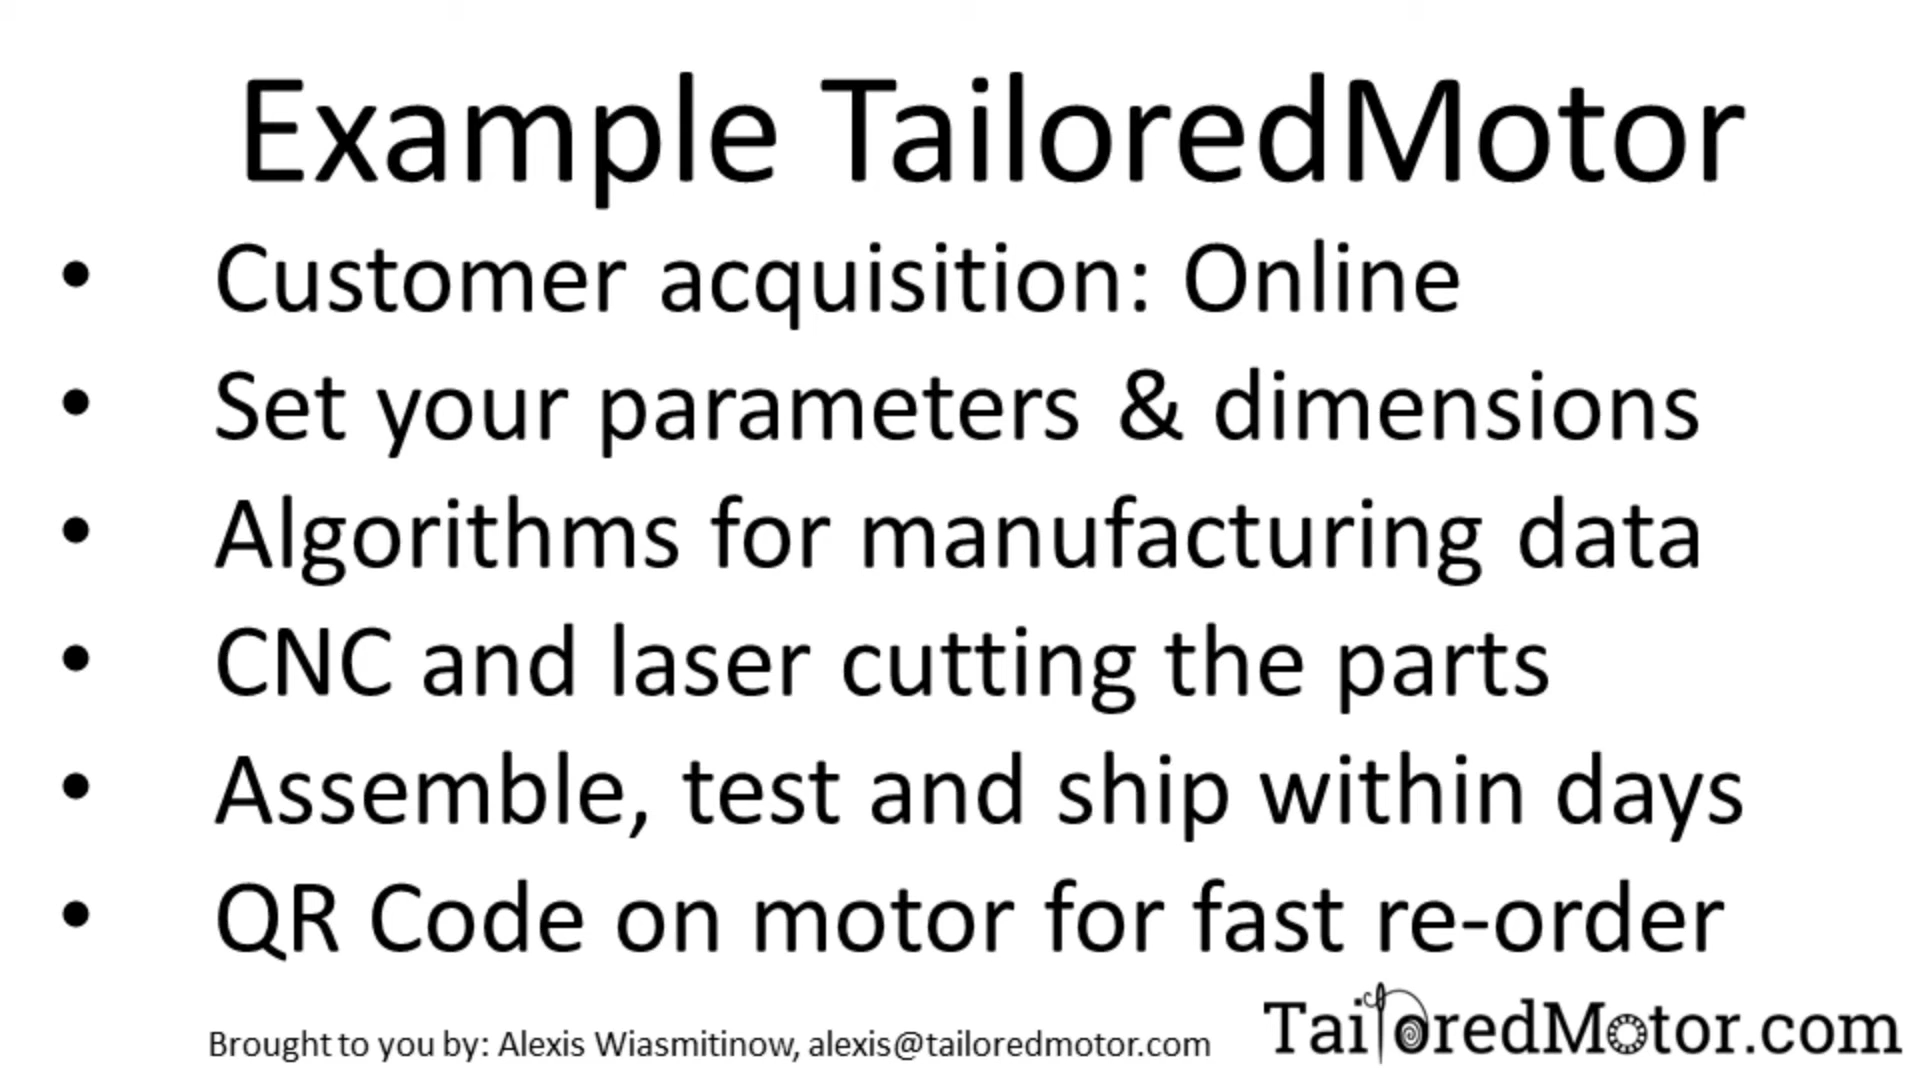 Example TailoredMotor
• Customer acquisition: Online
• Set your parameters & dimensions
• Algorithms for manufacturing data
• CNC and laser cutting the parts
• Assemble, test and ship within days
• QR Code on motor for fast re-order
Brought to you by: Alexis Wiasmitinow, alexis@tailoredmotor.com
TailoredMotor.com